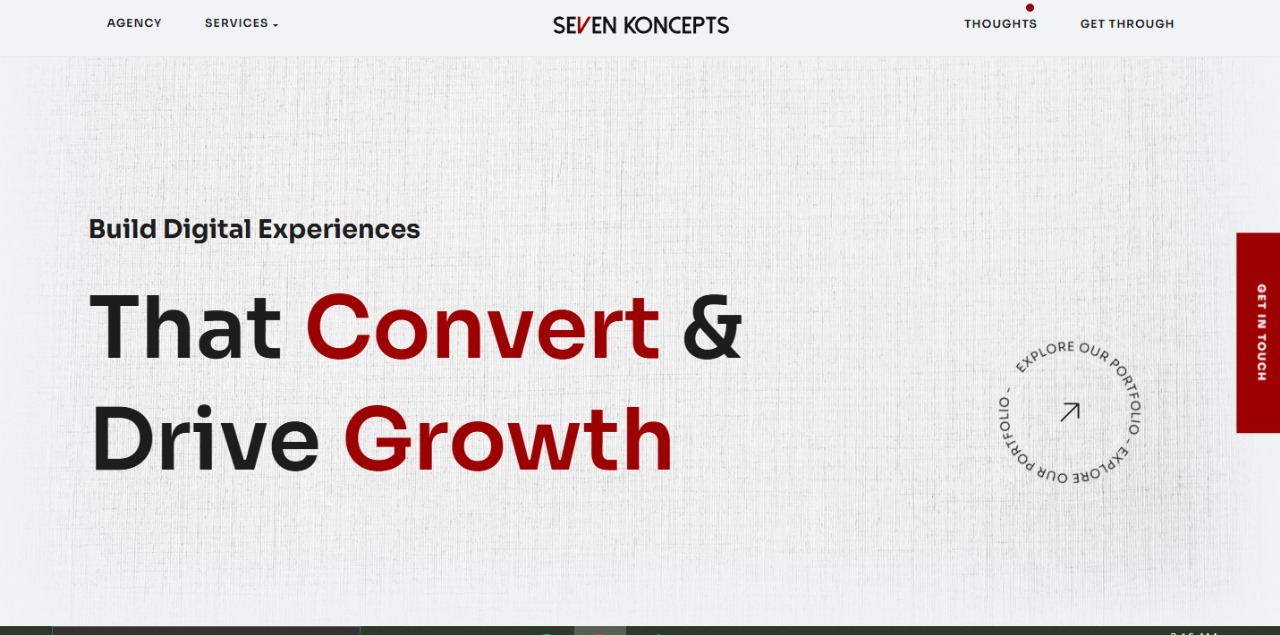 AGENCY
SERVICES
SEVEN KONCEPTS
THOUGHTS
GET THROUGH
Build Digital Experiences
That Convert &
Drive Growth
GET IN TOUCH
EXPLORE OUR PORTFOLIO - EXPLORE OUR PORTFOLIO -